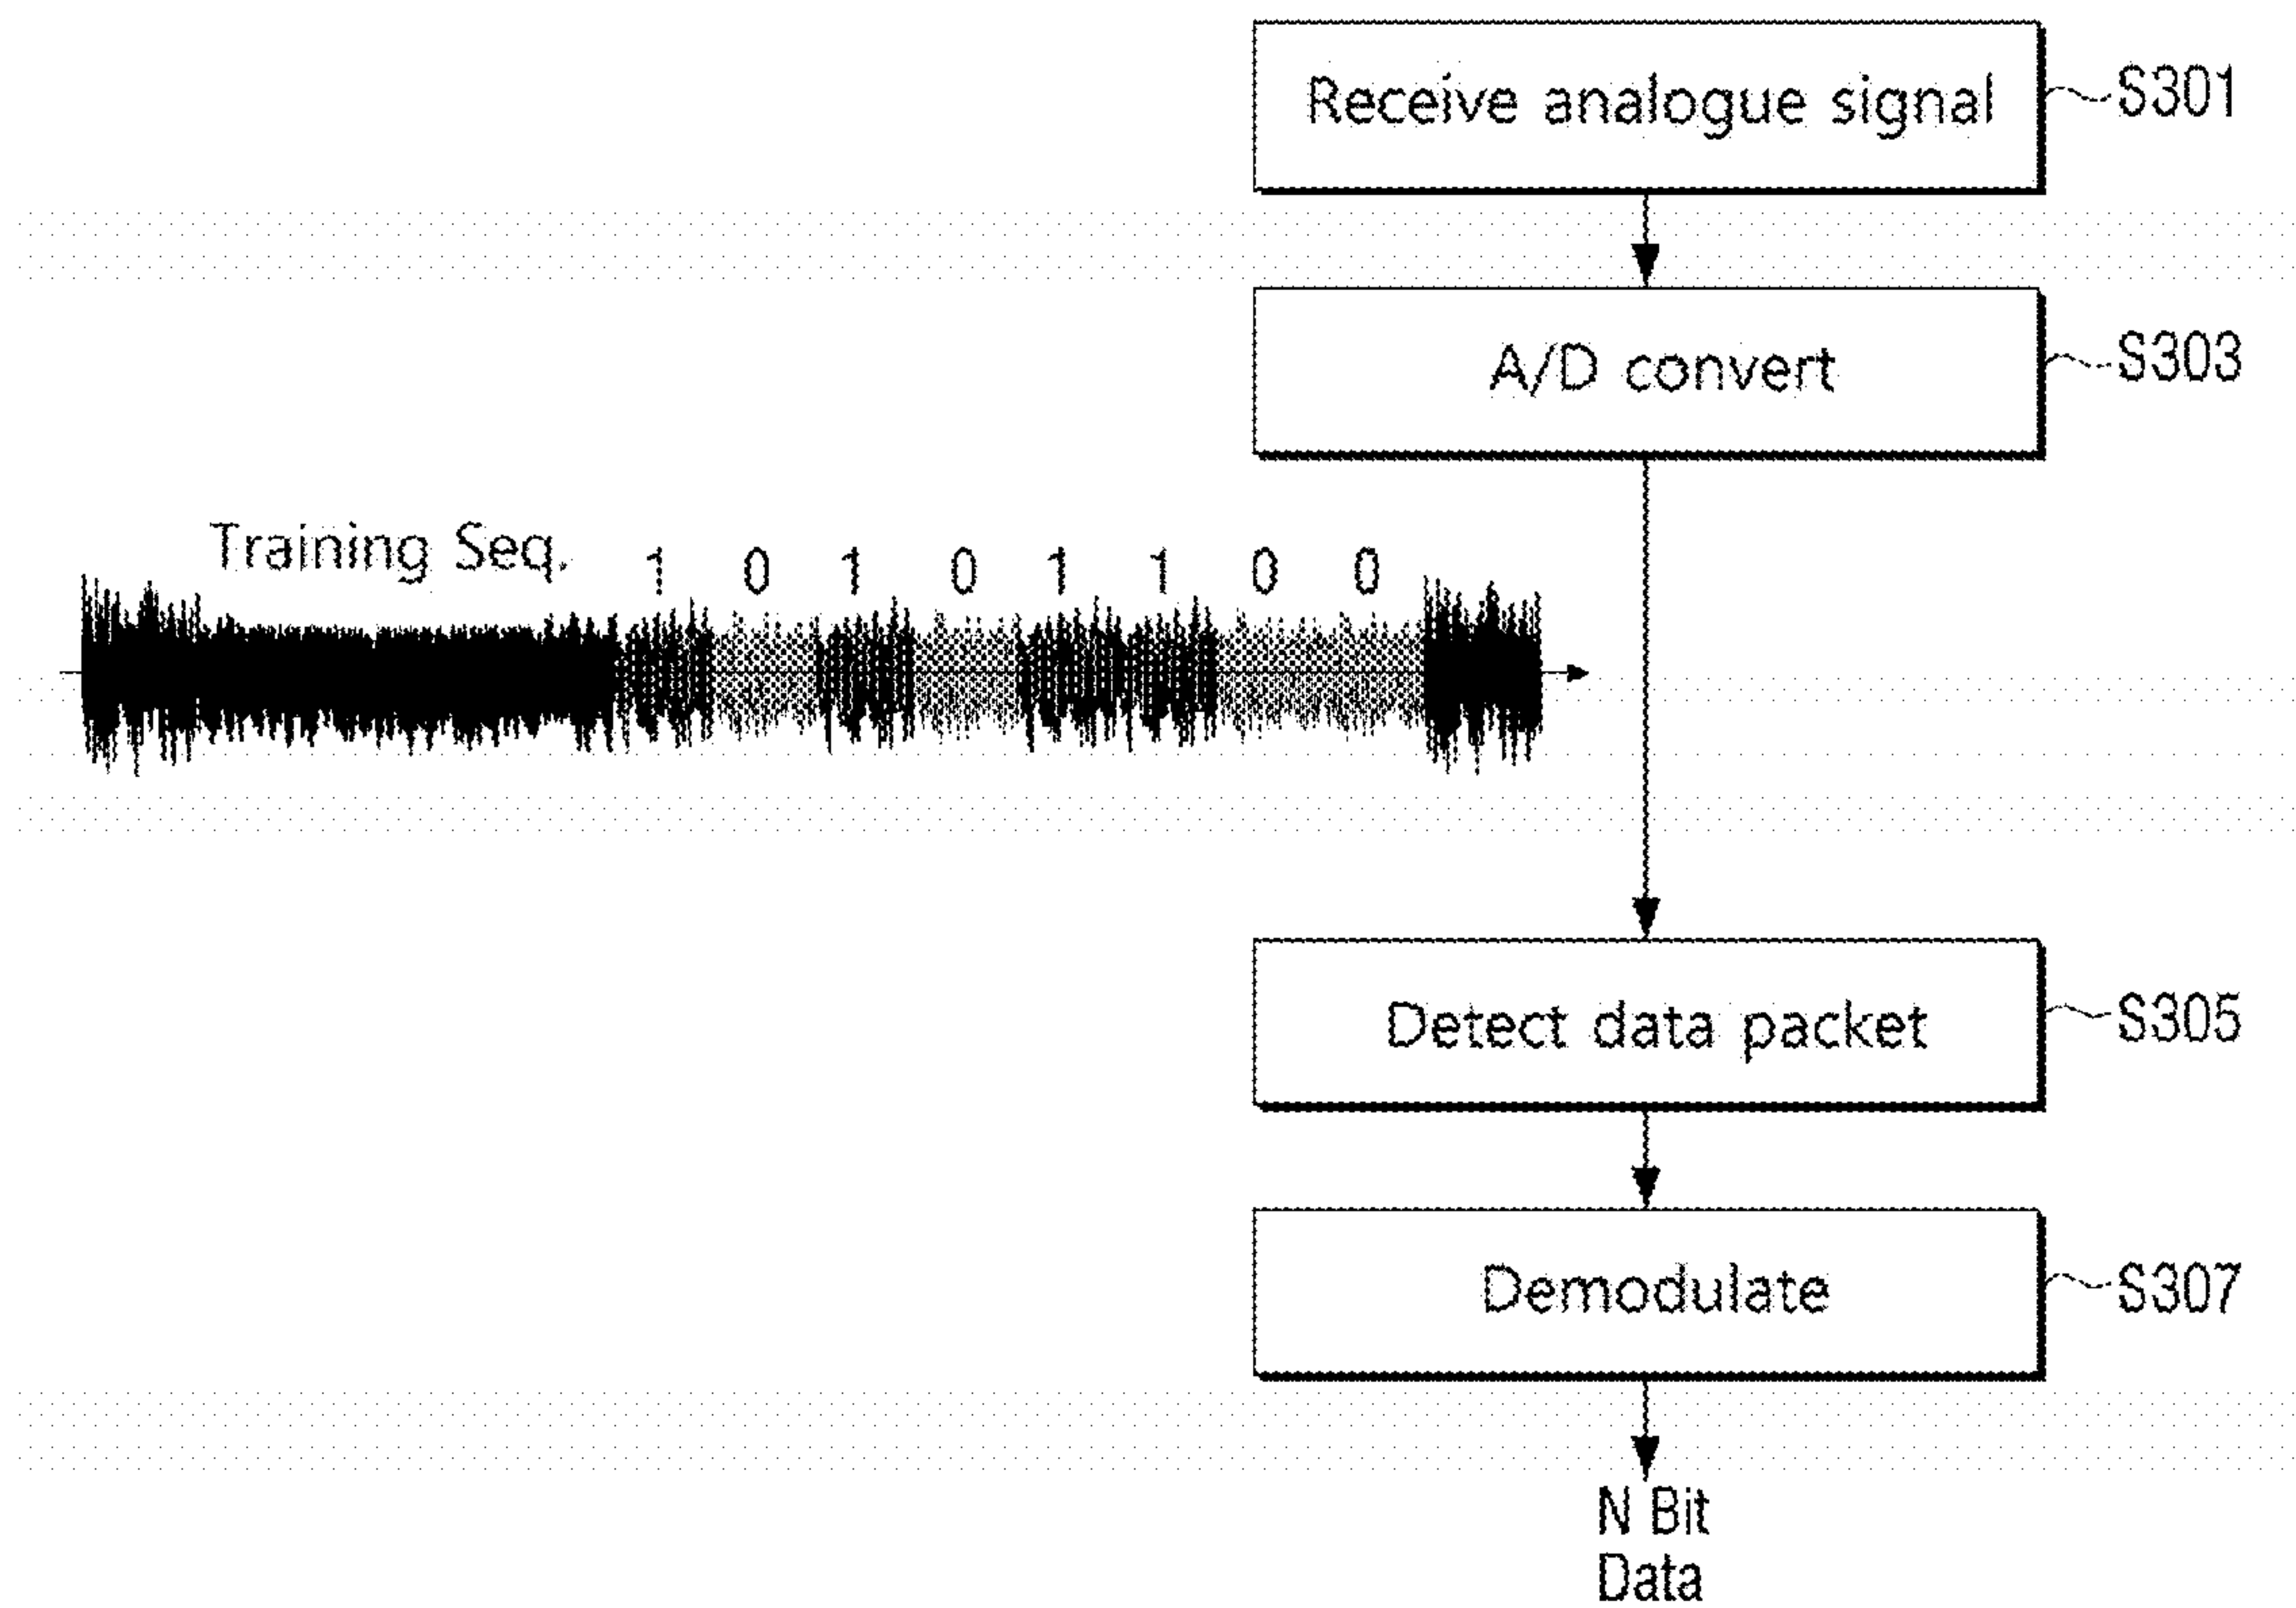 Receive analogue signal S301
A/D convert S303
Training Seq. 1 0 1 0 1 1 0 0
Detect data packet S305
Demodulate S307
N Bit
Data